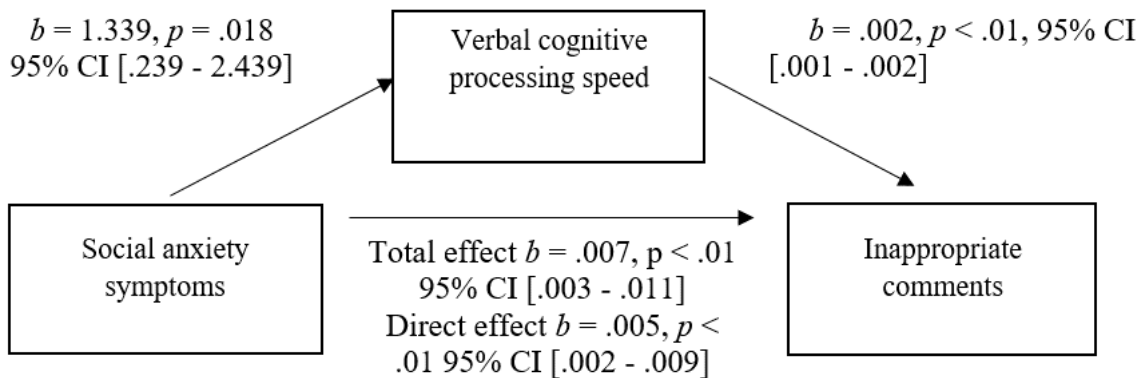 b = 1.339, p = .018
95% CI [.239 - 2.439]
Verbal cognitive
processing speed
b = .002, p < .01, 95% CI
[.001 - .002]
Social anxiety
symptoms
Total effect b = .007, p < .01
95% CI [.003 - .011]
Direct effect b = .005, p <
.01 95% CI [.002 - .009]
Inappropriate
comments